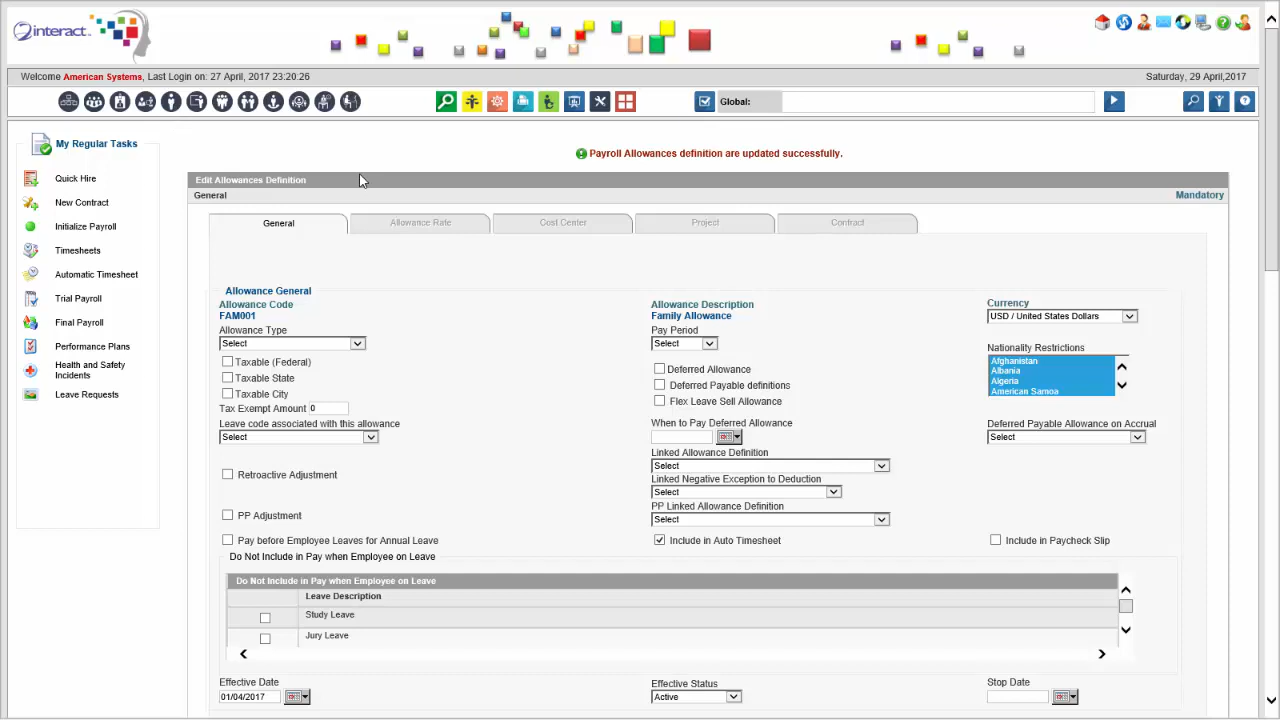 interact
Welcome American Systems, Last Login on: 27 April, 2017 23:20:26
Saturday, 29 April,2017
Global:
My Regular Tasks
Quick Hire
New Contract
Initialize Payroll
Timesheets
Automatic Timesheet
Trial Payroll
Final Payroll
Performance Plans
Health and Safety
Incidents
Leave Requests
Payroll Allowances definition are updated successfully.
Edit Allowances Definition
General
Mandatory
General
Allowance Rate
Cost Center
Project
Contract
Allowance General
Allowance Code
FAM001
Allowance Type
Select
Taxable (Federal)
Taxable State
Taxable City
Tax Exempt Amount 0
Leave code associated with this allowance
Select
Retroactive Adjustment
PP Adjustment
Pay before Employee Leaves for Annual Leave
Allowance Description
Family Allowance
Pay Period
Select
Deferred Allowance
Deferred Payable definitions
Flex Leave Sell Allowance
When to Pay Deferred Allowance
Linked Allowance Definition
Select
Linked Negative Exception to Deduction
Select
PP Linked Allowance Definition
Select
Include in Auto Timesheet
Currency
USD / United States Dollars
Nationality Restrictions
Afghanistan
Albania
Algeria
American Samoa
Deferred Payable Allowance on Accrual
Select
Include in Paycheck Slip
Do Not Include in Pay when Employee on Leave
Do Not Include in Pay when Employee on Leave
Leave Description
Study Leave
Jury Leave
Effective Date
01/04/2017
Effective Status
Active
Stop Date